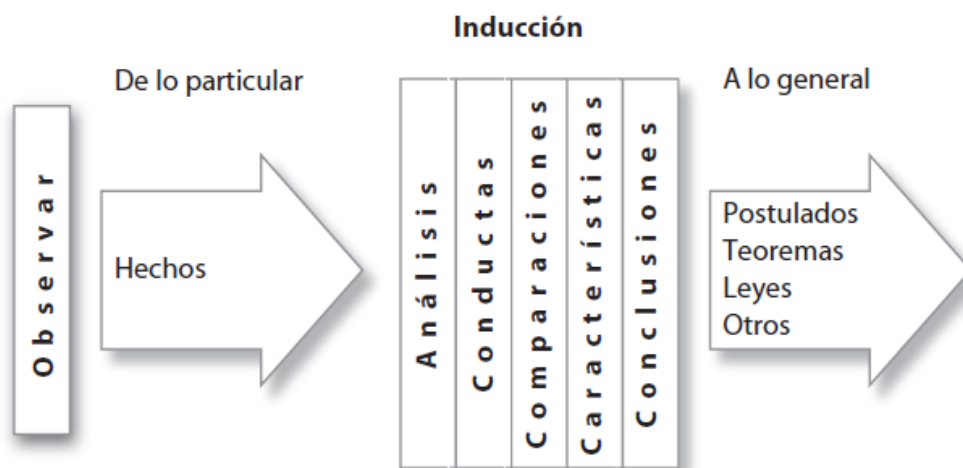 Inducción
De lo particular
A lo general
Observar
Hechos
Análisis
Conductas
Comparaciones
Características
Conclusiones
Postulados
Teoremas
Leyes
Otros